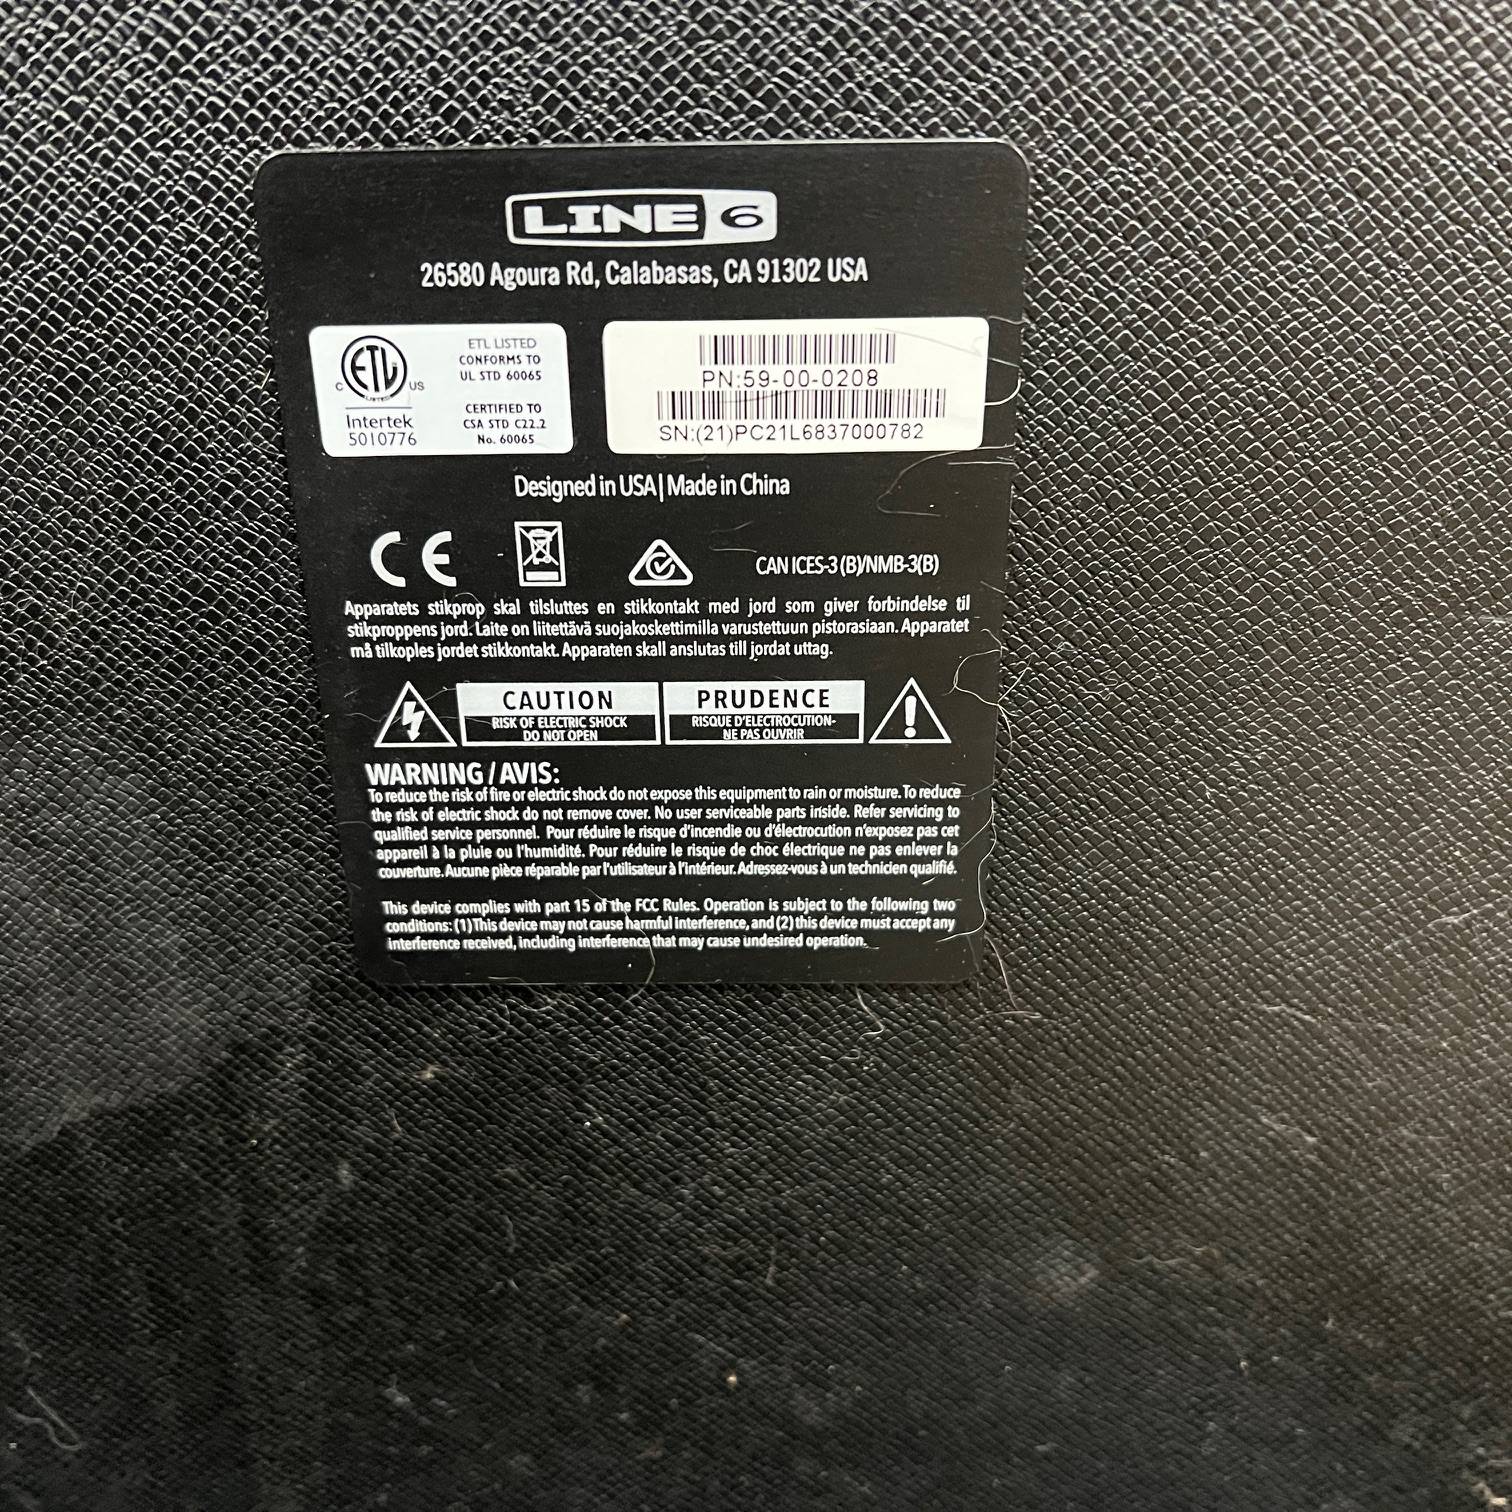 LINE 6
26580 Agoura Rd, Calabasas, CA 91302 USA
ETL LISTED
CONFORMS TO
UL STD 60065
C ETL US
LISTED
Intertek
5010776
CERTIFIED TO
CSA STD C22.2
No. 60065
PN:59-00-0208
SN:(21)PC21L6837000782
Designed in USA | Made in China
CE
CAN ICES-3 (B)/NMB-3(B)
Apparatets stikprop skal tilsluttes en stikkontakt med jord som giver forbindelse til
stikproppens jord. Laite on liitettävä suojakoskettimilla varustettuun pistorasiaan. Apparatet
må tilkoples jordet stikkontakt. Apparaten skall anslutas till jordat uttag.
CAUTION
RISK OF ELECTRIC SHOCK
DO NOT OPEN
PRUDENCE
RISQUE D'ELECTROCUTION-
NE PAS OUVRIR
WARNING / AVIS:
To reduce the risk of fire or electric shock do not expose this equipment to rain or moisture. To reduce
the risk of electric shock do not remove cover. No user serviceable parts inside. Refer servicing to
qualified service personnel. Pour réduire le risque d'incendie ou d'électrocution n'exposez pas cet
appareil à la pluie ou l'humidité. Pour réduire le risque de choc électrique ne pas enlever la
couverture. Aucune pièce réparable par l'utilisateur à l'intérieur. Adressez-vous à un technicien qualifié.
This device complies with part 15 of the FCC Rules. Operation is subject to the following two
conditions: (1) This device may not cause harmful interference, and (2) this device must accept any
interference received, including interference that may cause undesired operation.